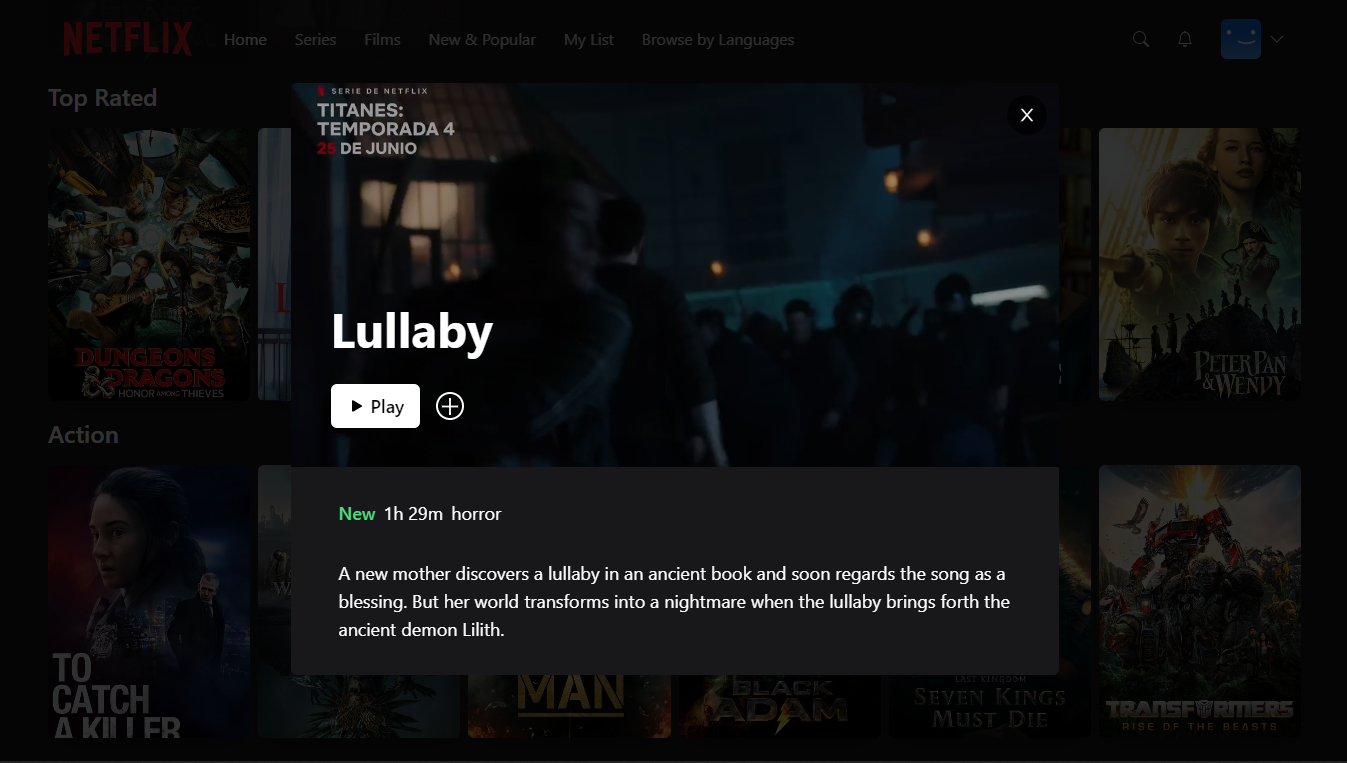 NETFLIX
Home
Series
Films
New & Popular
My List
Browse by Languages
Top Rated
SERIE DE NETFLIX
TITANES:
TEMPORADA 4
25 DE JUNIO
DUNGEONS
& DRAGONS
HONOR AMONG THIEVES
PETER PAN
& WENDY
Lullaby
Play
Action
New 1h 29m horror
A new mother discovers a lullaby in an ancient book and soon regards the song as a
blessing. But her world transforms into a nightmare when the lullaby brings forth the
ancient demon Lilith.
TO
CATCH
A KILLER
MAN
BLACK
ADAM
LAST KINGDOM
SEVEN KINGS
MUST DIE
TRANSFORMERS
RISE OF THE BEASTS